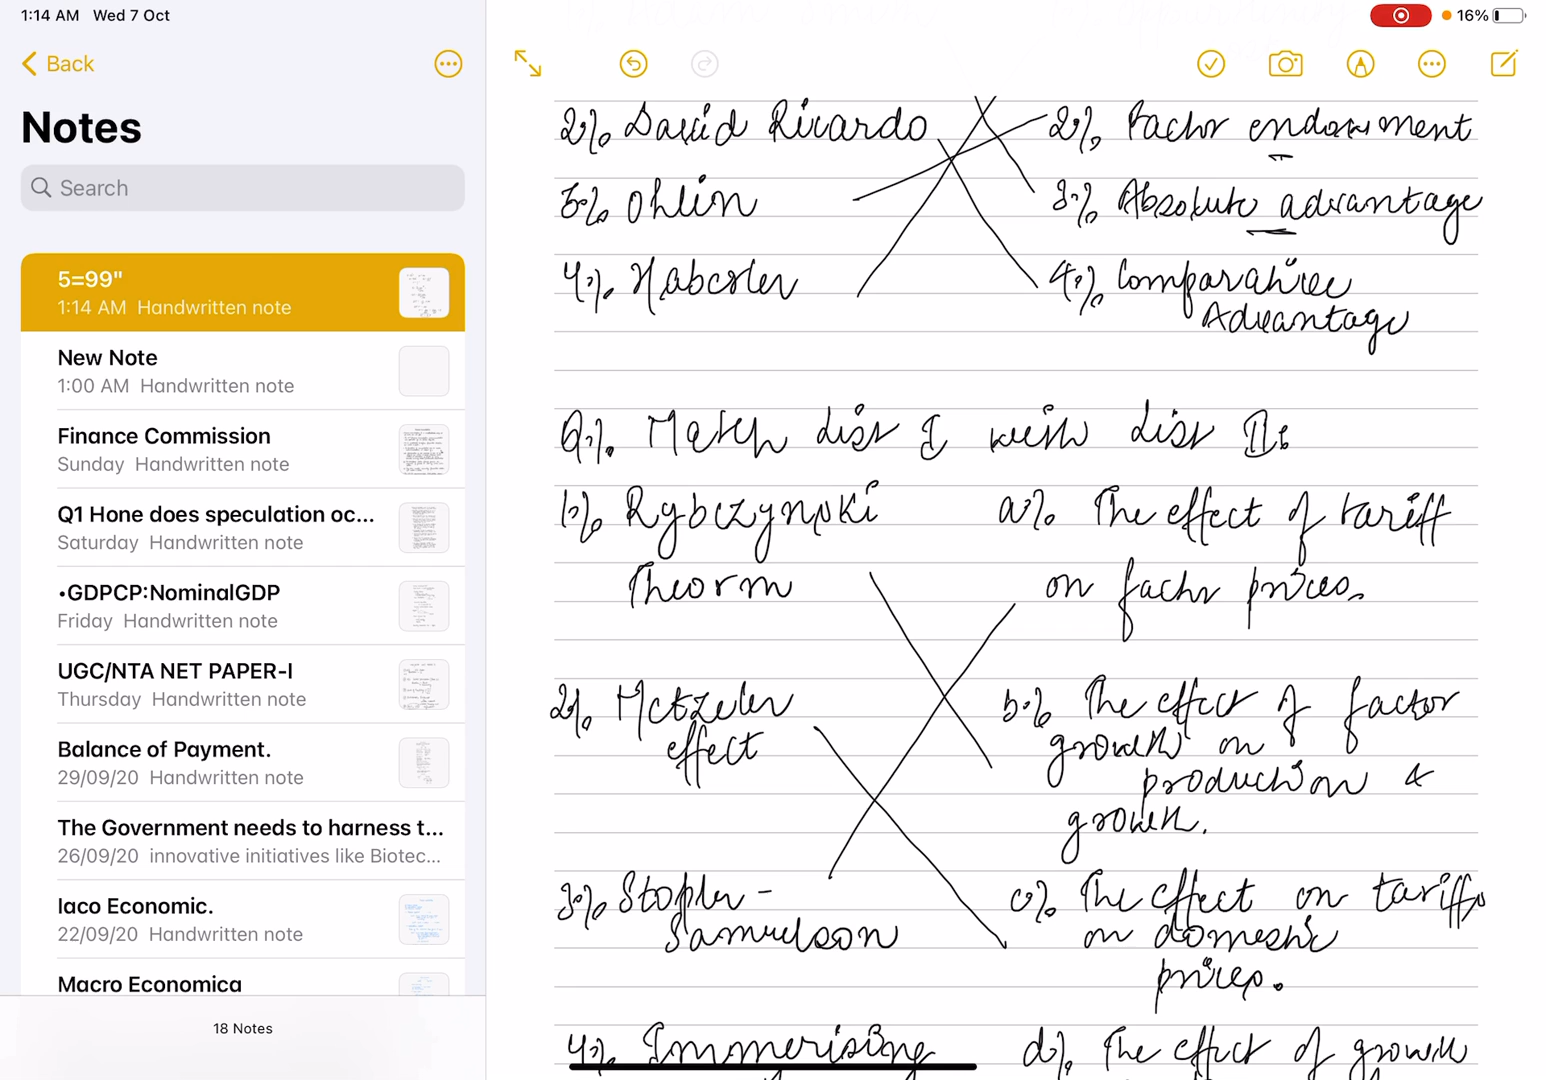 1:14 AM Wed 7 Oct
16%
Back
Notes
Search
5=99"
1:14 AM Handwritten note
New Note
1:00 AM Handwritten note
Finance Commission
Sunday Handwritten note
Q1 Hone does speculation oc...
Saturday Handwritten note
•GDPCP:NominalGDP
Friday Handwritten note
UGC/NTA NET PAPER-I
Thursday Handwritten note
Balance of Payment.
29/09/20 Handwritten note
The Government needs to harness t...
26/09/20 innovative initiatives like Biotec...
Iaco Economic.
22/09/20 Handwritten note
Macro Economica
18 Notes
2% David Ricardo
3% Ohlin
4% Haberler
2% Factor endowment
3% Absolute advantage
4% Comparative
Advantage
Q% Match List I with List II:
1% Rybczynski
Theorm
a% The effect of tariff
on factor prices.
2% Metzeler
effect
b% The effect of factor
growth on
production &
growth.
3% Stopler-
Samuelson
c% The effect on tariffs
on domestic
prices.
4% Immerising
d% The effect of growth